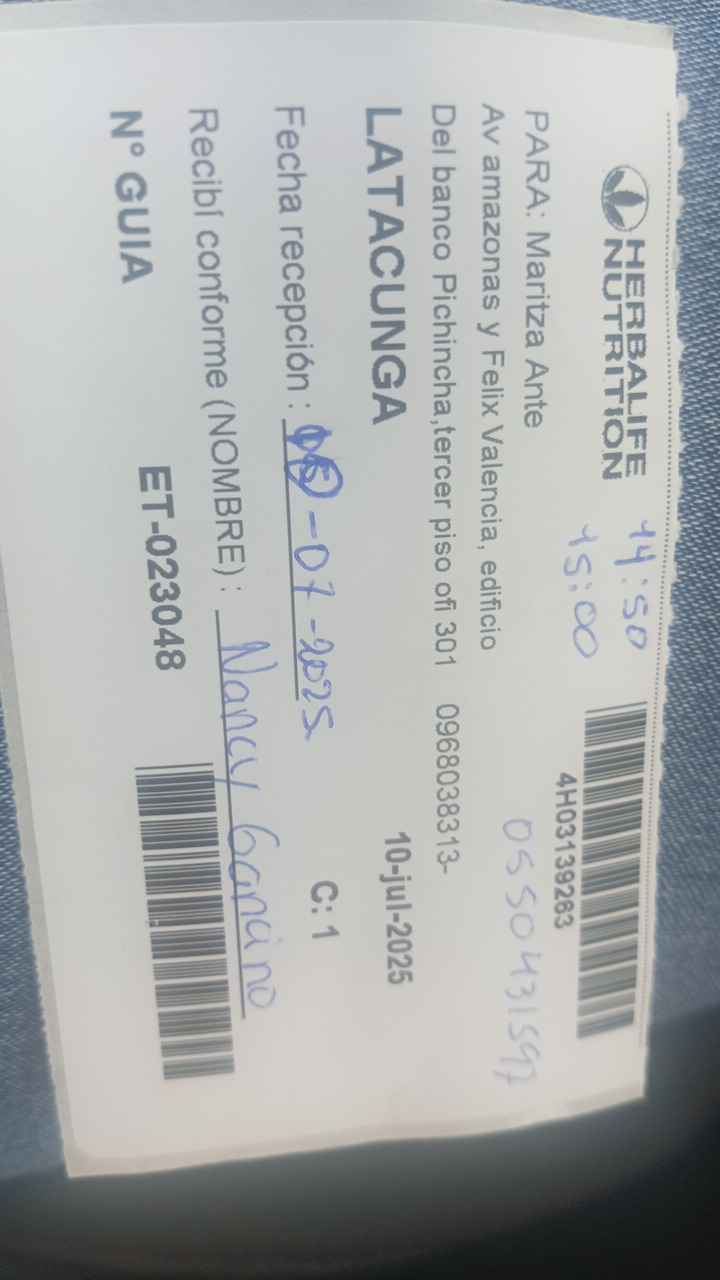 HERBALIFE
NUTRITION
14:50
15:00
4H03139263
PARA: Maritza Ante
0550431597
Av amazonas y Felix Valencia, edificio
Del banco Pichincha,tercer piso ofi 301 0968038313-
LATACUNGA
10-jul-2025
Fecha recepción : -07-2025
C: 1
Recibí conforme (NOMBRE) : Nancy Gancino
Nº GUIA ET-023048